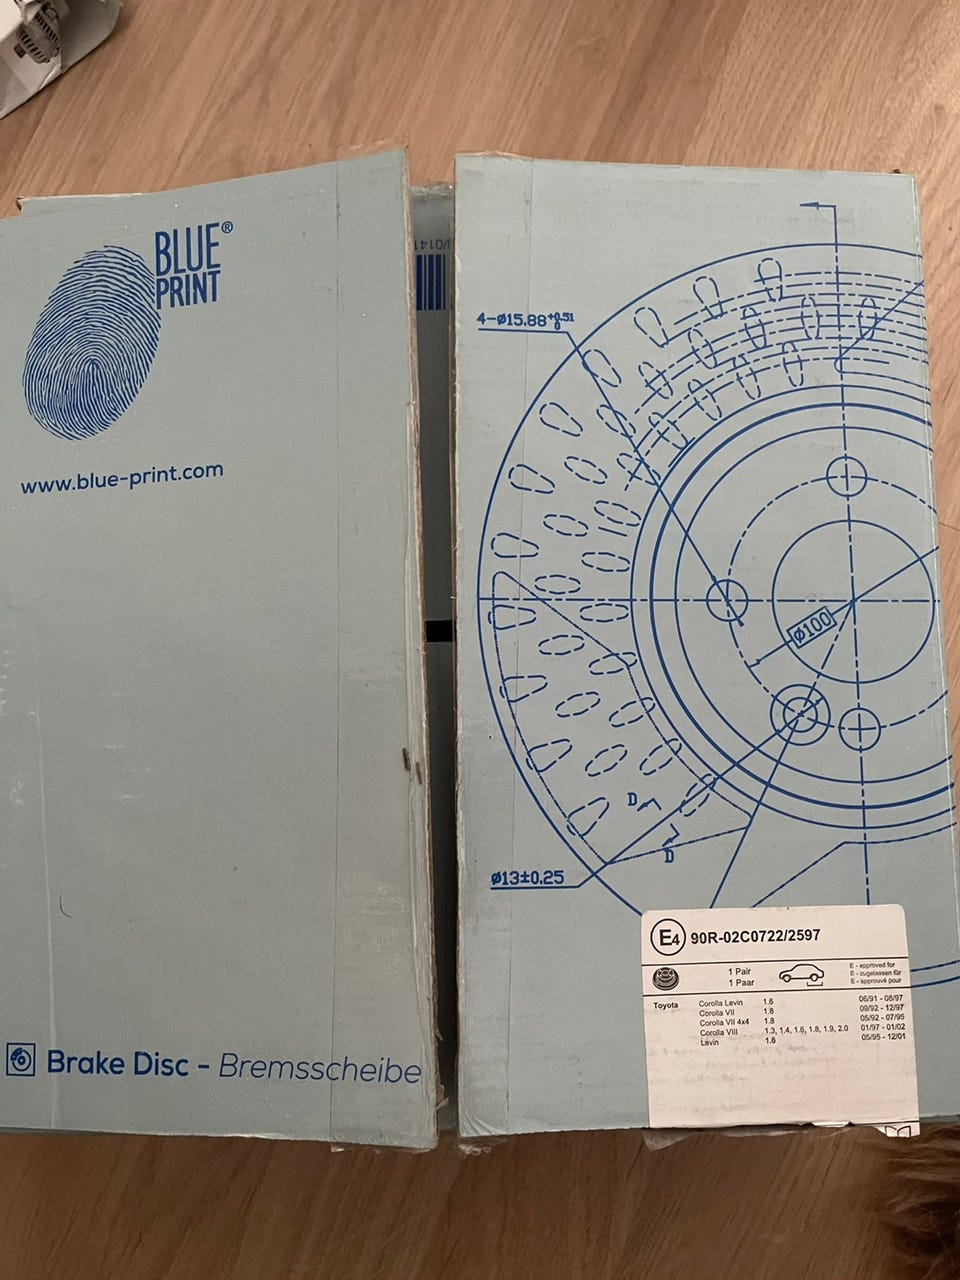 BLUE®
PRINT
www.blue-print.com
Brake Disc - Bremsscheibe
4-ø15.88 +0.51 0
ø100
D
D
ø13±0.25
E4 90R-02C0722/2597
1 Pair
1 Paar
E - approved for
E - zugelassen für
E - approuvé pour
Toyota Corolla Levin 1.6 06/91 - 08/97
Corolla VII 1.8 09/92 - 12/97
Corolla VII 4x4 1.8 05/92 - 07/95
Corolla VIII 1.3, 1.4, 1.6, 1.8, 1.9, 2.0 01/97 - 01/02
Levin 1.6 05/95 - 12/01